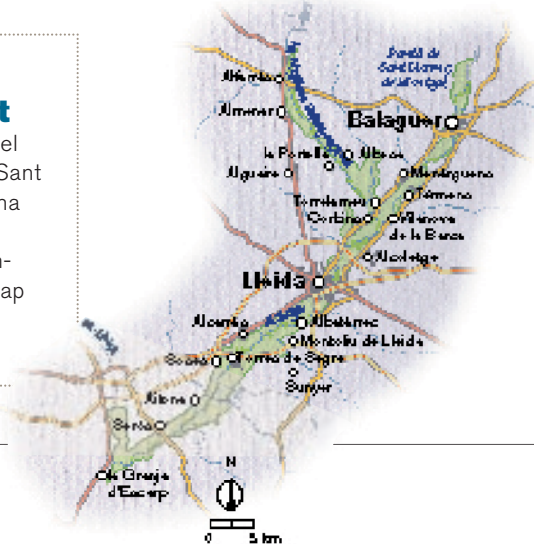 t
el
Sant
na
n-
ap
Pantà de
Sant Llorenç
de Montgai
Alfarràs
Almenar
Balaguer
la Portella
Albesa
Alguaire
Menàrguens
Torrelameu
Térmens
Corbins
Vilanova
de la Barca
Alcoletge
Lleida
Alcarràs
Albatàrrec
Montoliu de Lleida
Soses
Torres de Segre
Sunyer
Aitona
Seròs
la Granja
d'Escarp
N
0 5 km